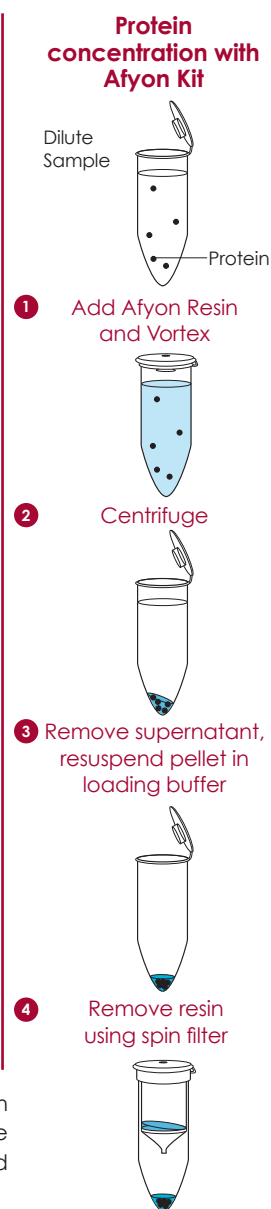 Protein
concentration with
Afyon Kit
Dilute
Sample
Protein
1 Add Afyon Resin
and Vortex
2 Centrifuge
3 Remove supernatant,
resuspend pellet in
loading buffer
4 Remove resin
using spin filter